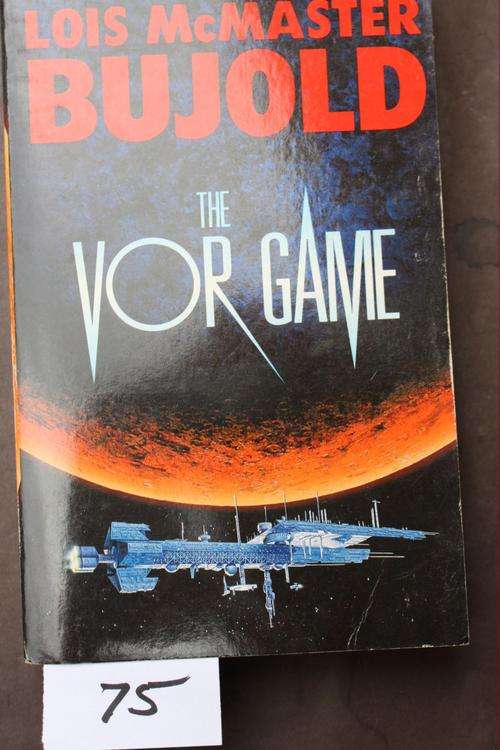 LOIS McMASTER
BUJOLD
THE
VOR GAME
75